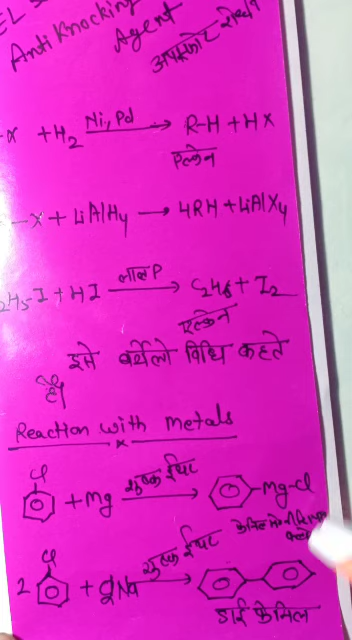 Anti Knocking
Agent
अपस्फोट रोधी
+H₂ Ni, Pd → R-H + HX
एल्केन
-X + LiAlH₄ → 4RH + LiAlX₄
2H5-I + HI लाल P → C₂H₆ + I₂
एल्केन
इसे बर्थेलो विधि कहते
है।
Reaction with Metals
Cl
+ Mg शुष्क ईथर → -Mg-Cl
Cl
2 + 2Na शुष्क ईथर →
डाई फेनिल